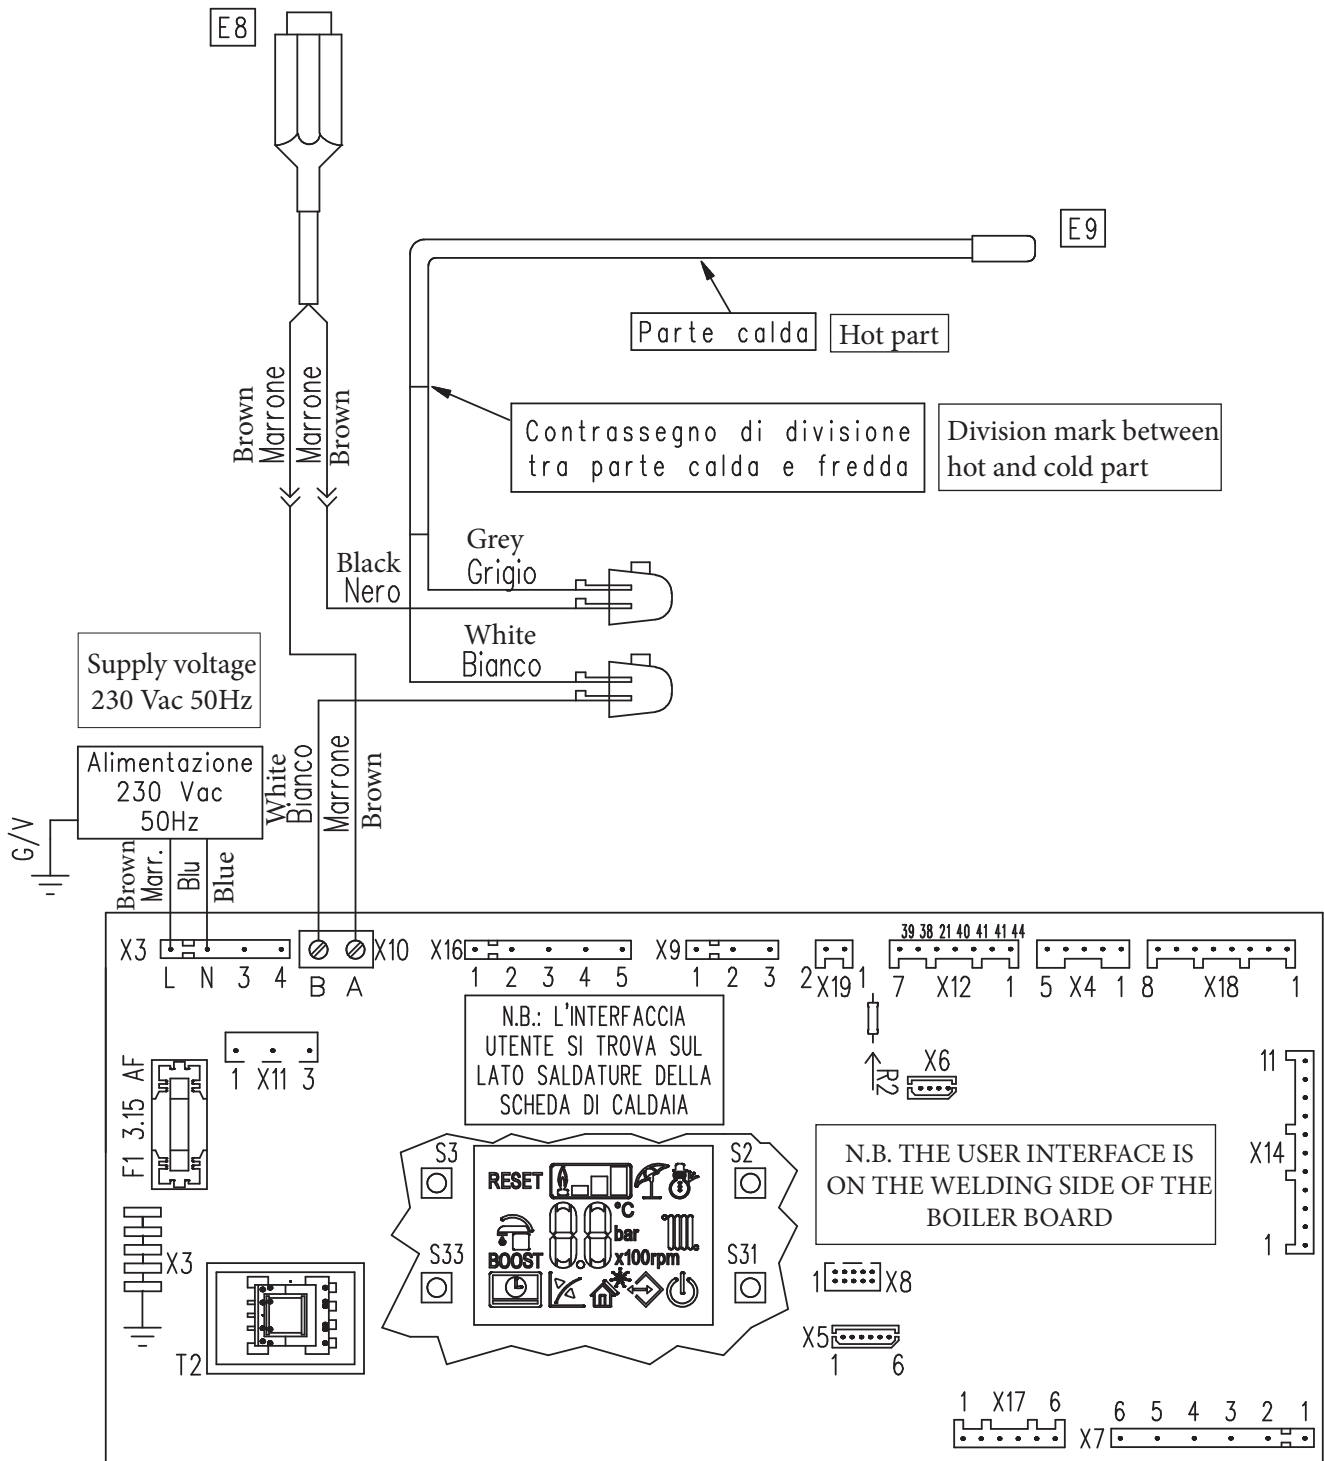 E8
E9
Parte calda
Hot part
Brown
Marrone
Marrone
Brown
Contrassegno di divisione
tra parte calda e fredda
Division mark between
hot and cold part
Grey
Grigio
Black
Nero
White
Bianco
Supply voltage
230 Vac 50Hz
Alimentazione
230 Vac
50Hz
White
Bianco
Marrone
Brown
G/V
Brown
Marr.
Blu
Blue
X3
L N 3 4
B A
X10
X16
1 2 3 4 5
X9
1 2 3
2 X19 1
39 38 21 40 41 41 44
7 X12 1
5 X4 1
8 X18 1
N.B.: L'INTERFACCIA
UTENTE SI TROVA SUL
LATO SALDATURE DELLA
SCHEDA DI CALDAIA
1 X11 3
F1 3.15 AF
R2
X6
11
X14
1
N.B. THE USER INTERFACE IS
ON THE WELDING SIDE OF THE
BOILER BOARD
S3
S2
RESET
°C
bar
BOOST
x100rpm
S33
S31
X3
T2
1 X8
X5
1 6
1 X17 6
X7
6 5 4 3 2 1